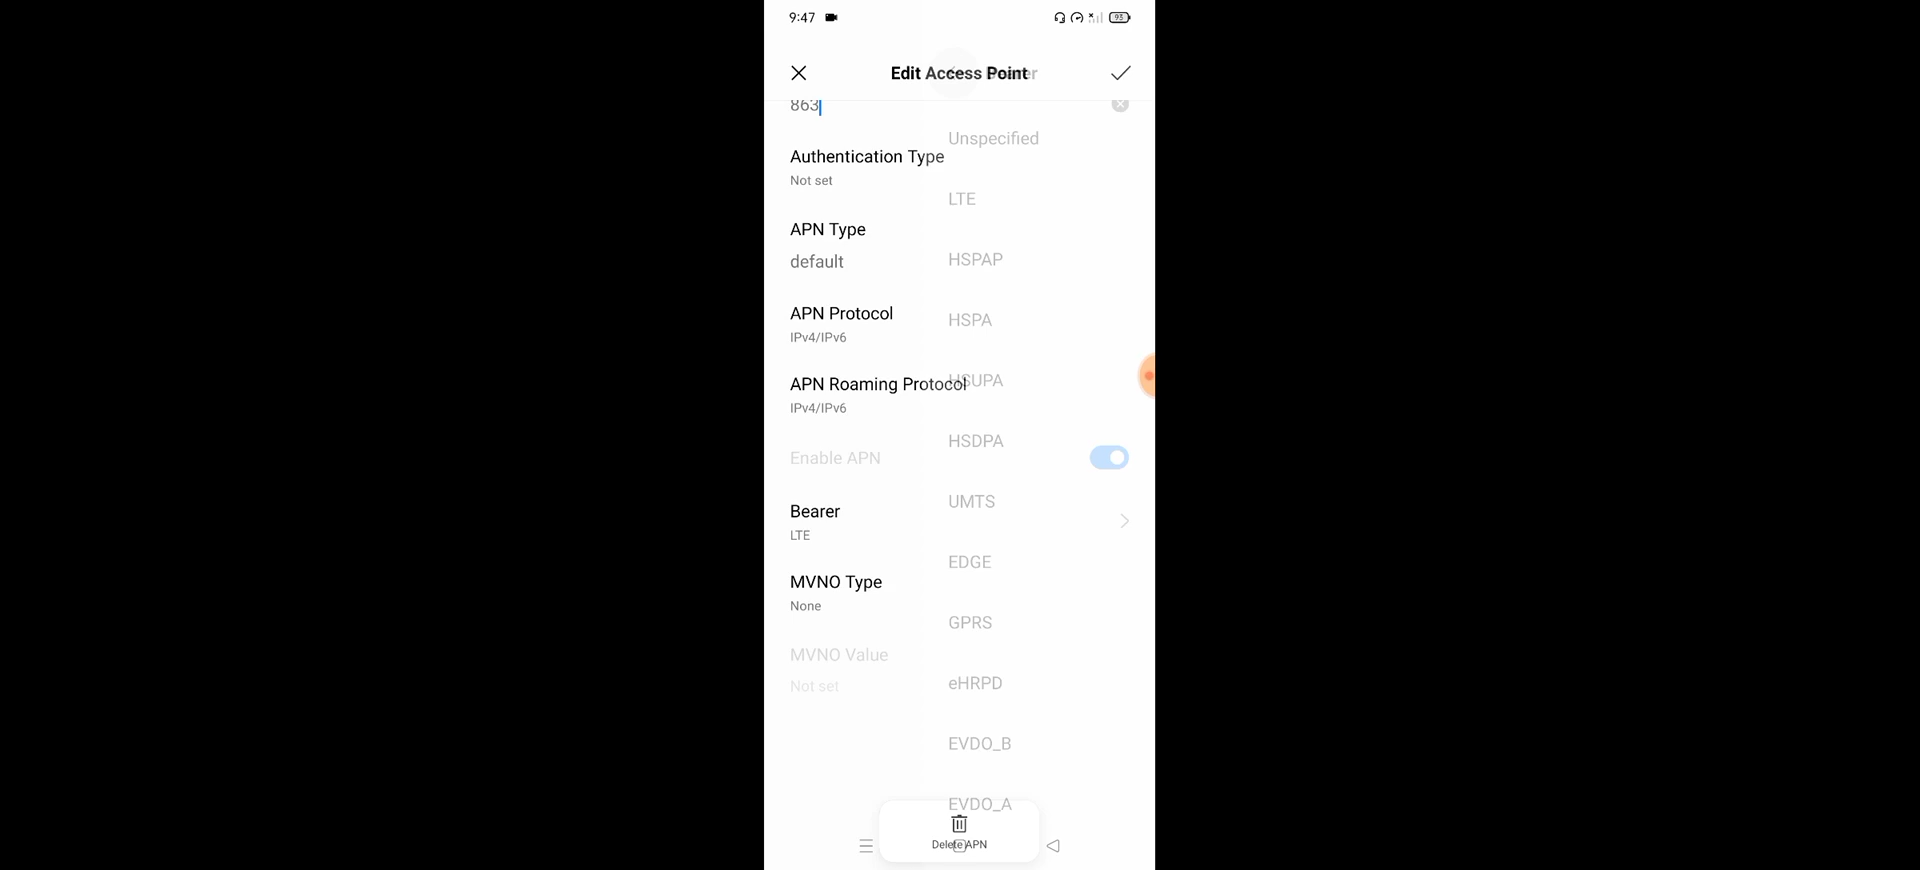 9:47
93
Edit Access Point
863
Unspecified
Authentication Type
Not set
LTE
APN Type
default
HSPAP
APN Protocol
IPv4/IPv6
HSPA
APN Roaming Protocol
IPv4/IPv6
HSUPA
HSDPA
Enable APN
UMTS
Bearer
LTE
EDGE
MVNO Type
None
GPRS
MVNO Value
Not set
eHRPD
EVDO_B
EVDO_A
Delete APN